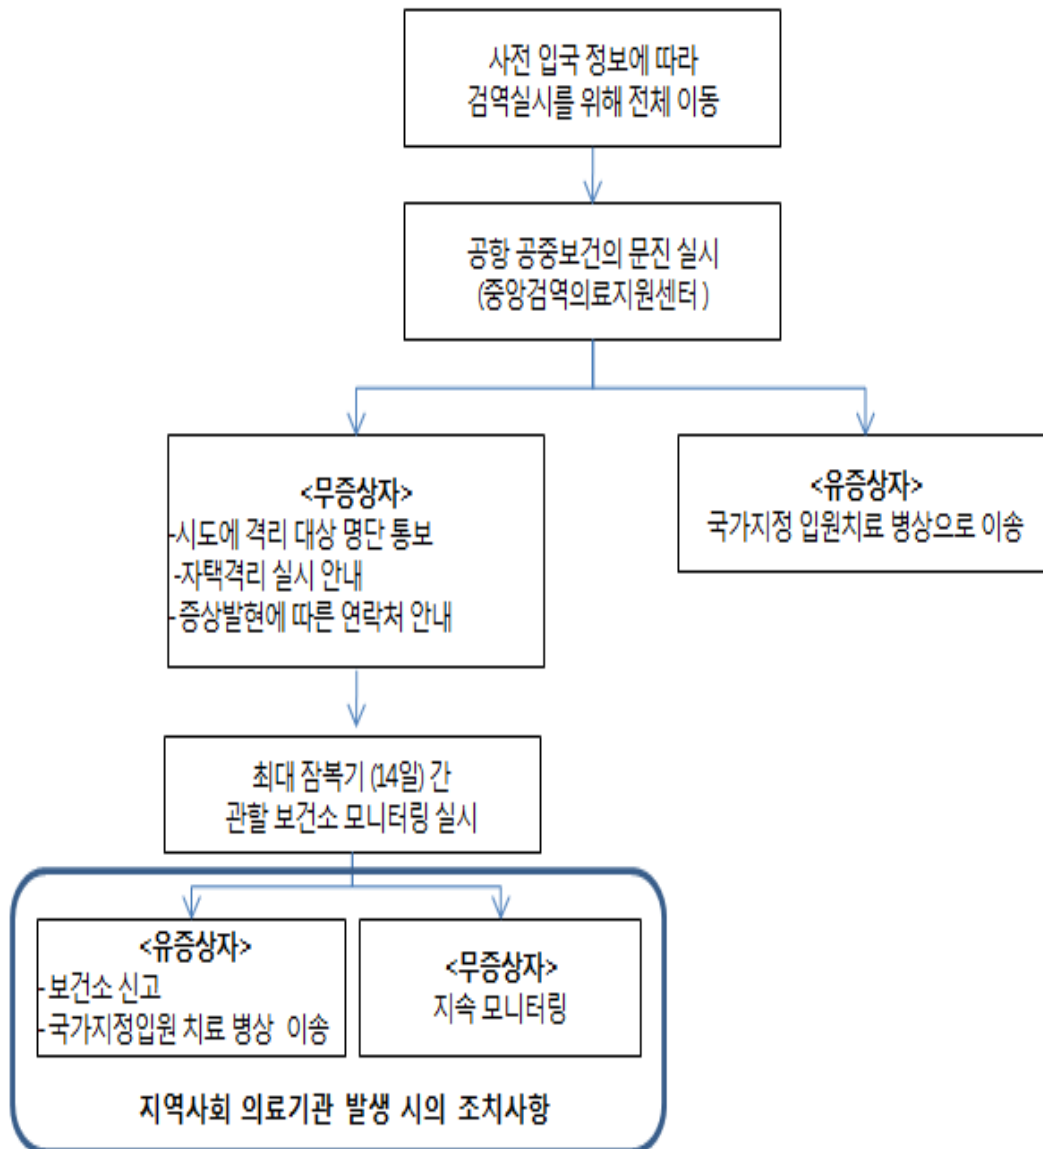 사전 입국 정보에 따라
검역실시를 위해 전체 이동
공항 공중보건의 문진 실시
(중앙검역의료지원센터 )
<무증상자>
-시도에 격리 대상 명단 통보
-자택격리 실시 안내
- 증상발현에 따른 연락처 안내
<유증상자>
국가지정 입원치료 병상으로 이송
최대 잠복기 (14일) 간
관할 보건소 모니터링 실시
<유증상자>
- 보건소 신고
- 국가지정입원 치료 병상 이송
<무증상자>
지속 모니터링
지역사회 의료기관 발생 시의 조치사항